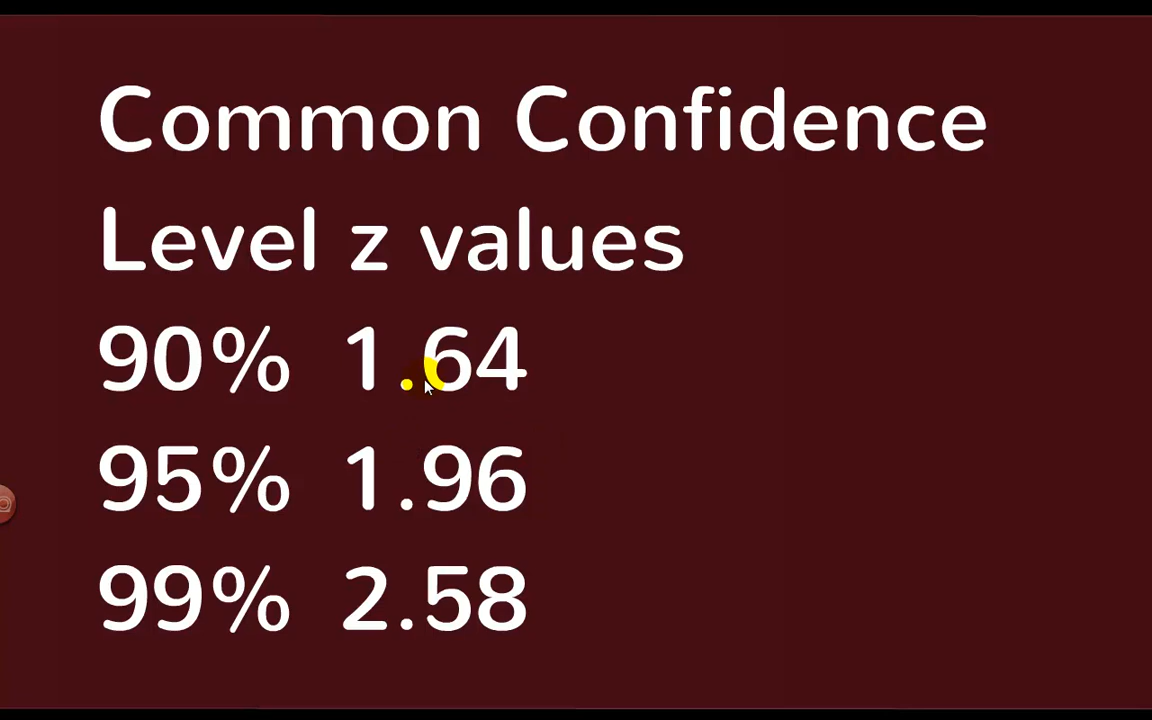 Common Confidence
Level z values
90% 1.64
95% 1.96
99% 2.58